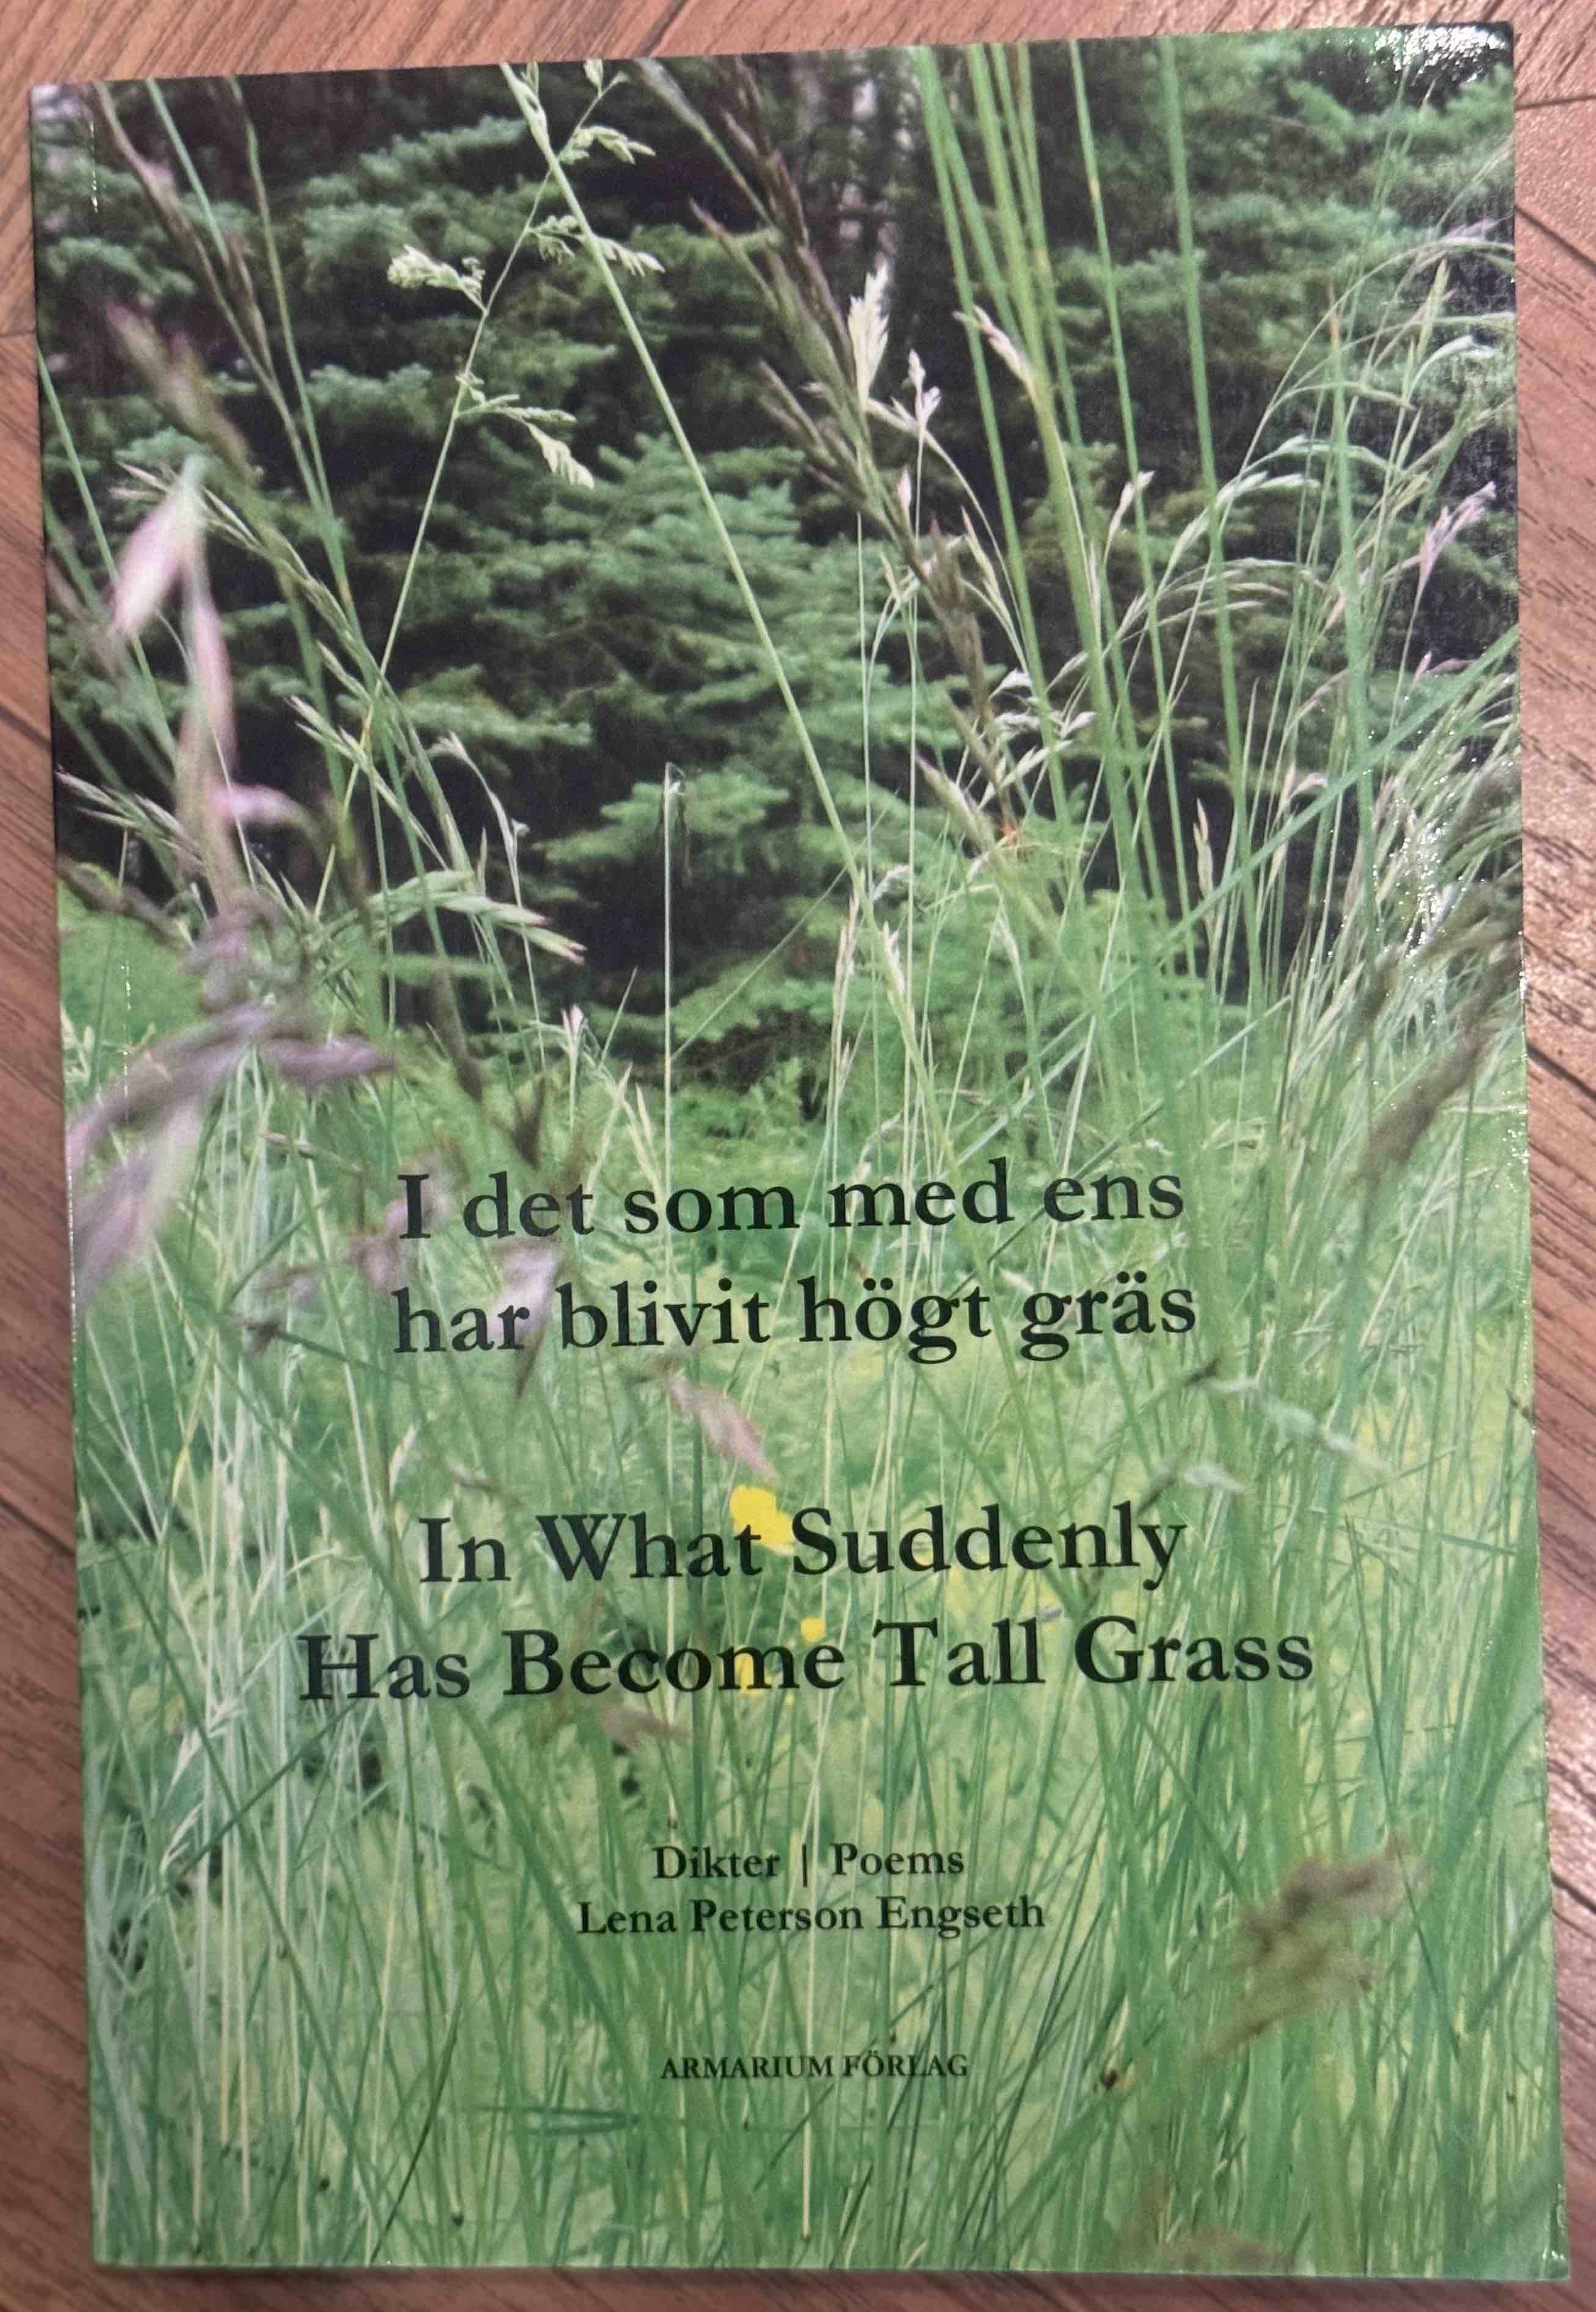 I det som med ens
har blivit högt gräs
In What Suddenly
Has Become Tall Grass
Dikter | Poems
Lena Peterson Engseth
ARMARIUM FÖRLAG